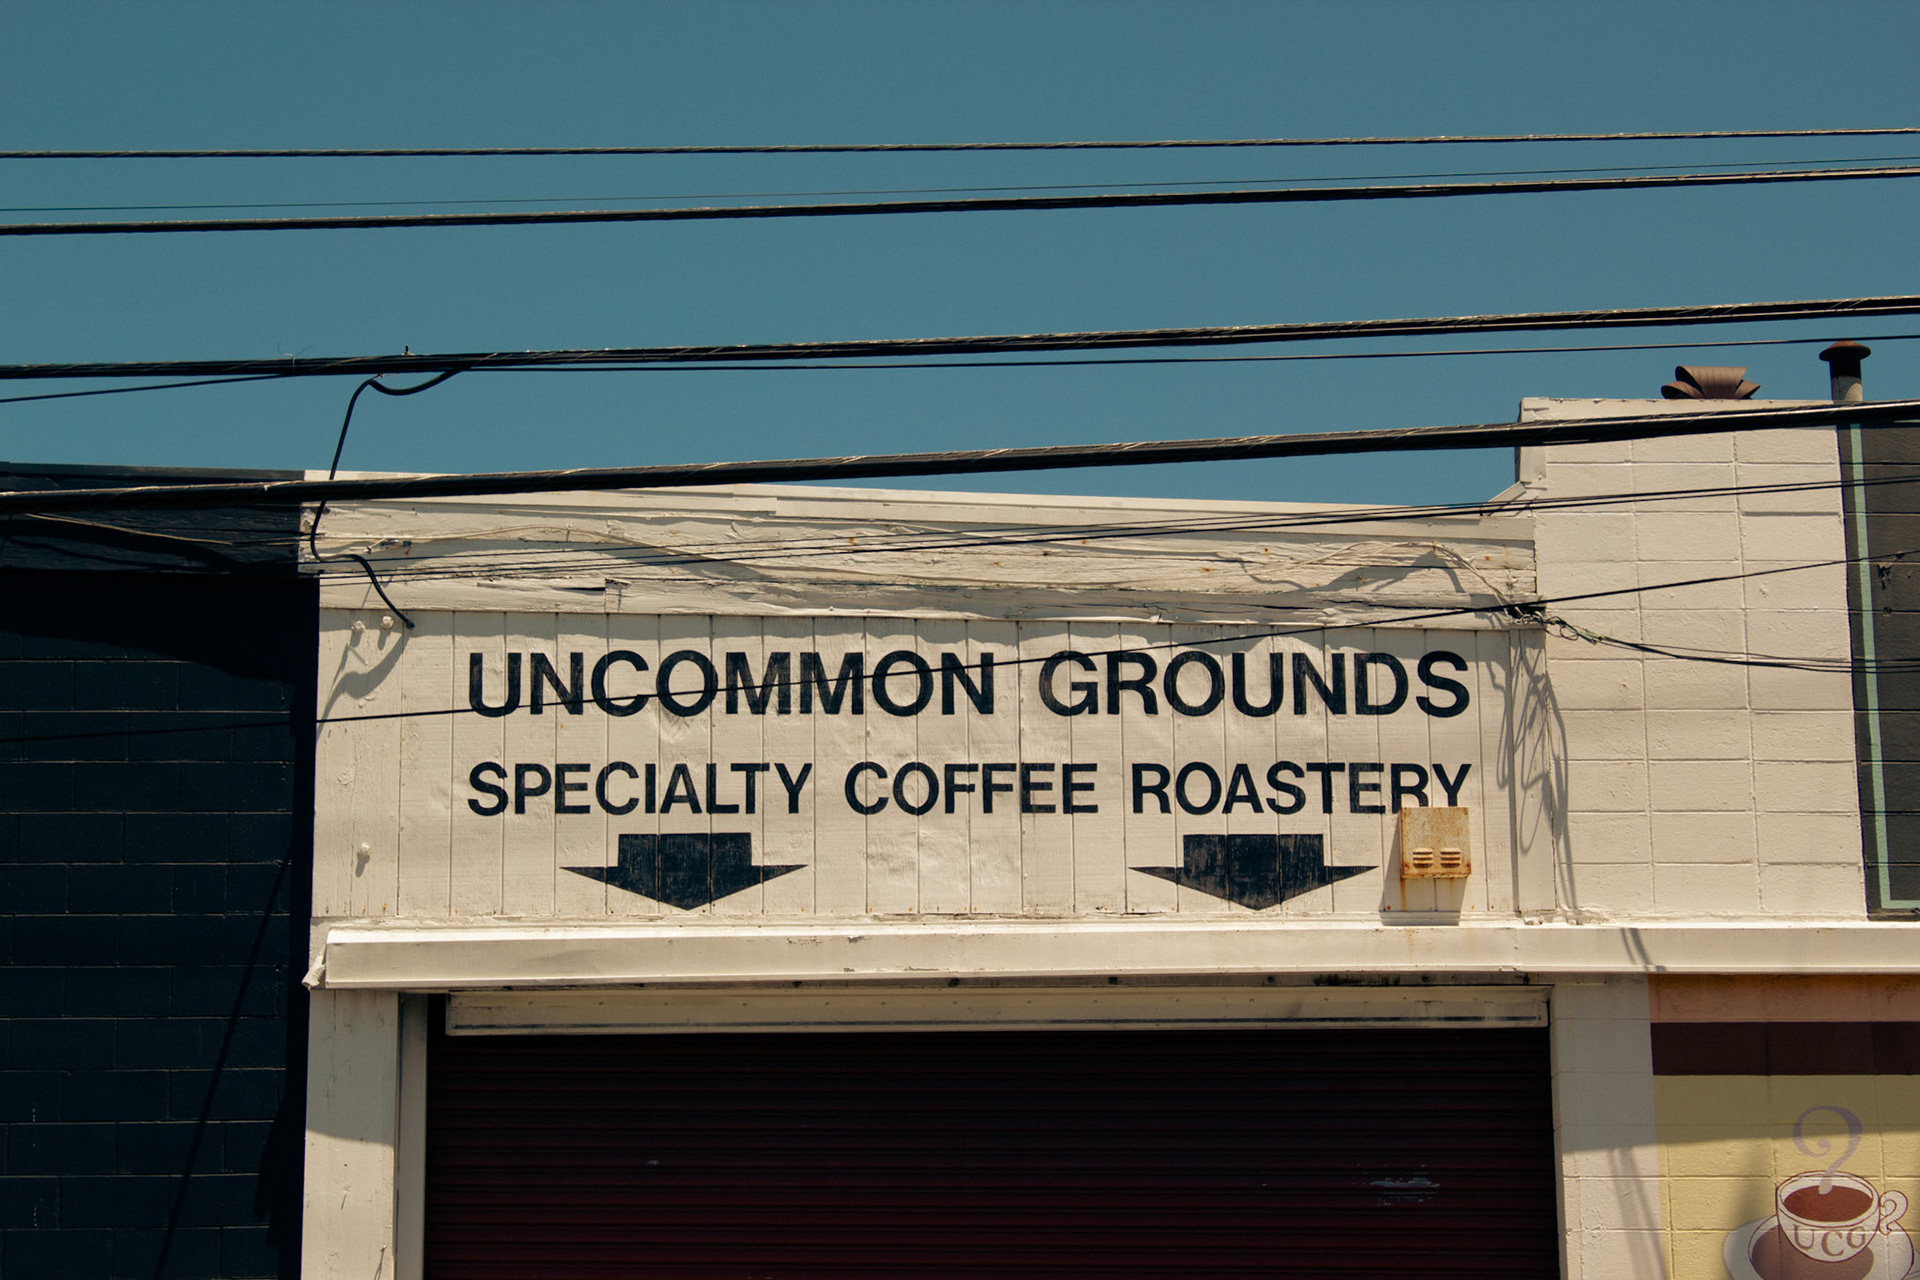 UNCOMMON GROUNDS
SPECIALTY COFFEE ROASTERY
UCG